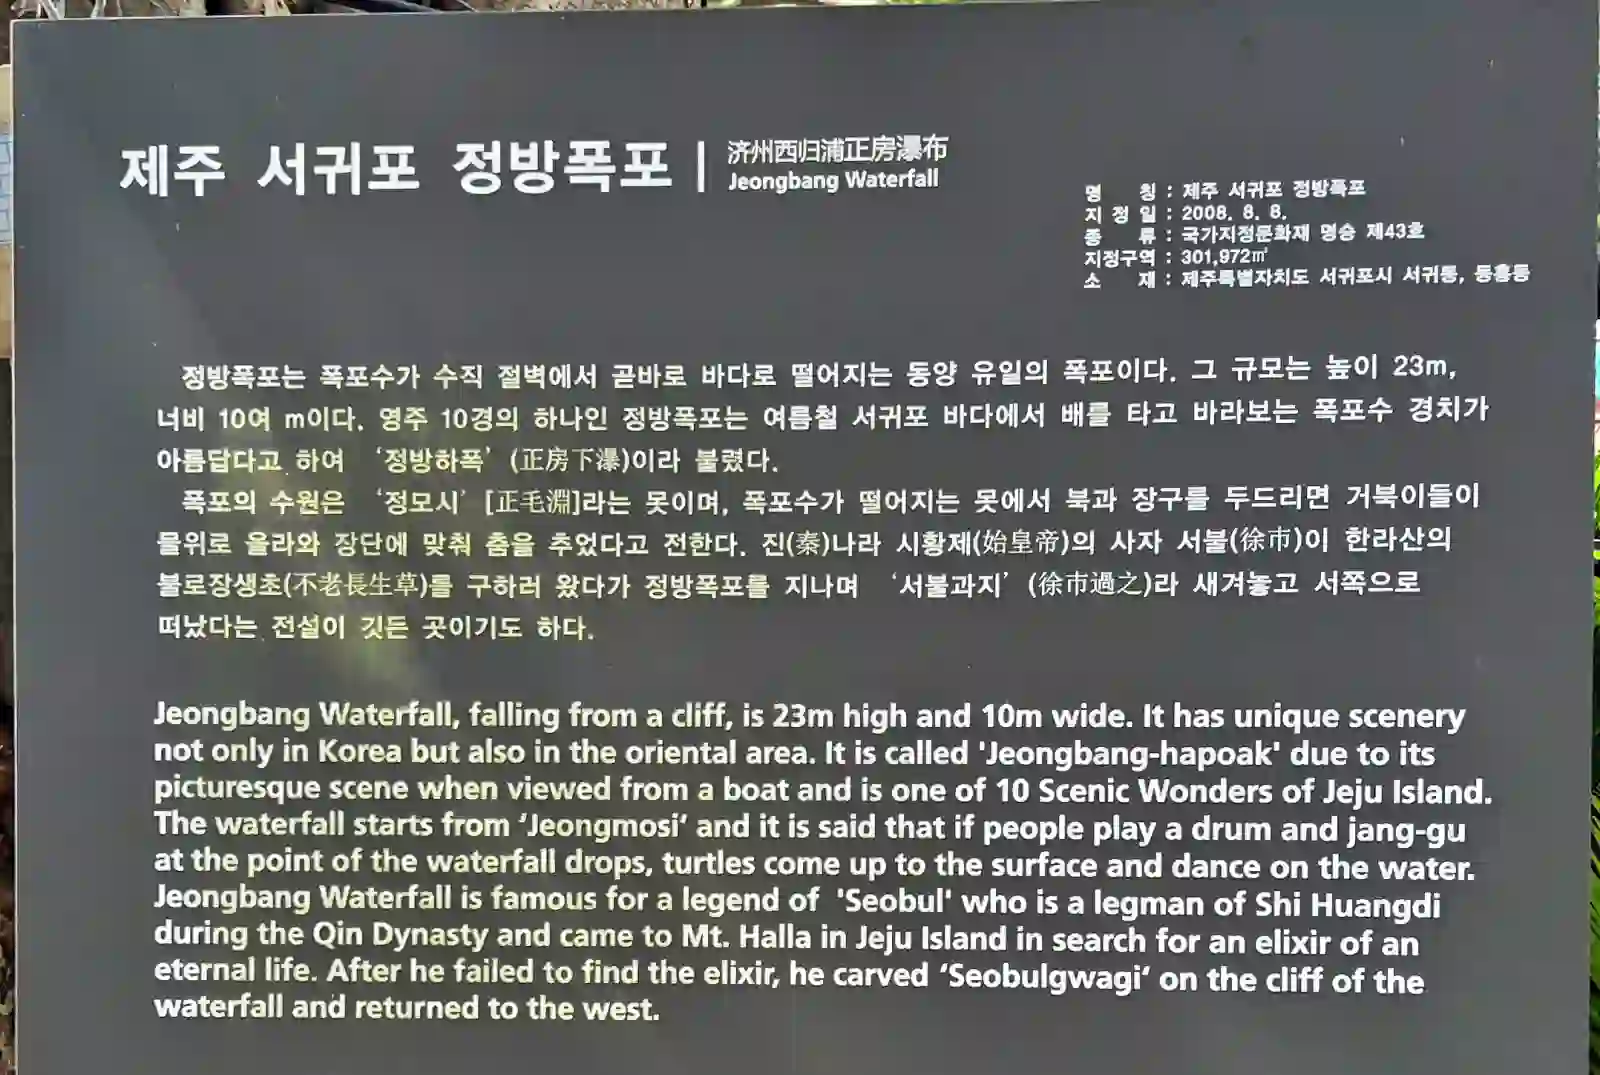 제주 서귀포 정방폭포 | 济州西归浦正房瀑布
Jeongbang Waterfall
명 칭 : 제주 서귀포 정방폭포
지 정 일 : 2008. 8. 8.
종 류 : 국가지정문화재 명승 제43호
지정구역 : 301,972㎡
소 재 : 제주특별자치도 서귀포시 서귀동, 동홍동
정방폭포는 폭포수가 수직 절벽에서 곧바로 바다로 떨어지는 동양 유일의 폭포이다. 그 규모는 높이 23m,
너비 10여 m이다. 영주 10경의 하나인 정방폭포는 여름철 서귀포 바다에서 배를 타고 바라보는 폭포수 경치가
아름답다고 하여 ‘정방하폭’(正房下瀑)이라 불렸다.
폭포의 수원은 ‘정모시’[正毛淵]라는 못이며, 폭포수가 떨어지는 못에서 북과 장구를 두드리면 거북이들이
물위로 올라와 장단에 맞춰 춤을 추었다고 전한다. 진(秦)나라 시황제(始皇帝)의 사자 서불(徐市)이 한라산의
불로장생초(不老長生草)를 구하러 왔다가 정방폭포를 지나며 ‘서불과지’(徐市過之)라 새겨놓고 서쪽으로
떠났다는 전설이 깃든 곳이기도 하다.
Jeongbang Waterfall, falling from a cliff, is 23m high and 10m wide. It has unique scenery
not only in Korea but also in the oriental area. It is called 'Jeongbang-hapoak' due to its
picturesque scene when viewed from a boat and is one of 10 Scenic Wonders of Jeju Island.
The waterfall starts from ‘Jeongmosi‘ and it is said that if people play a drum and jang-gu
at the point of the waterfall drops, turtles come up to the surface and dance on the water.
Jeongbang Waterfall is famous for a legend of 'Seobul' who is a legman of Shi Huangdi
during the Qin Dynasty and came to Mt. Halla in Jeju Island in search for an elixir of an
eternal life. After he failed to find the elixir, he carved ‘Seobulgwagi‘ on the cliff of the
waterfall and returned to the west.